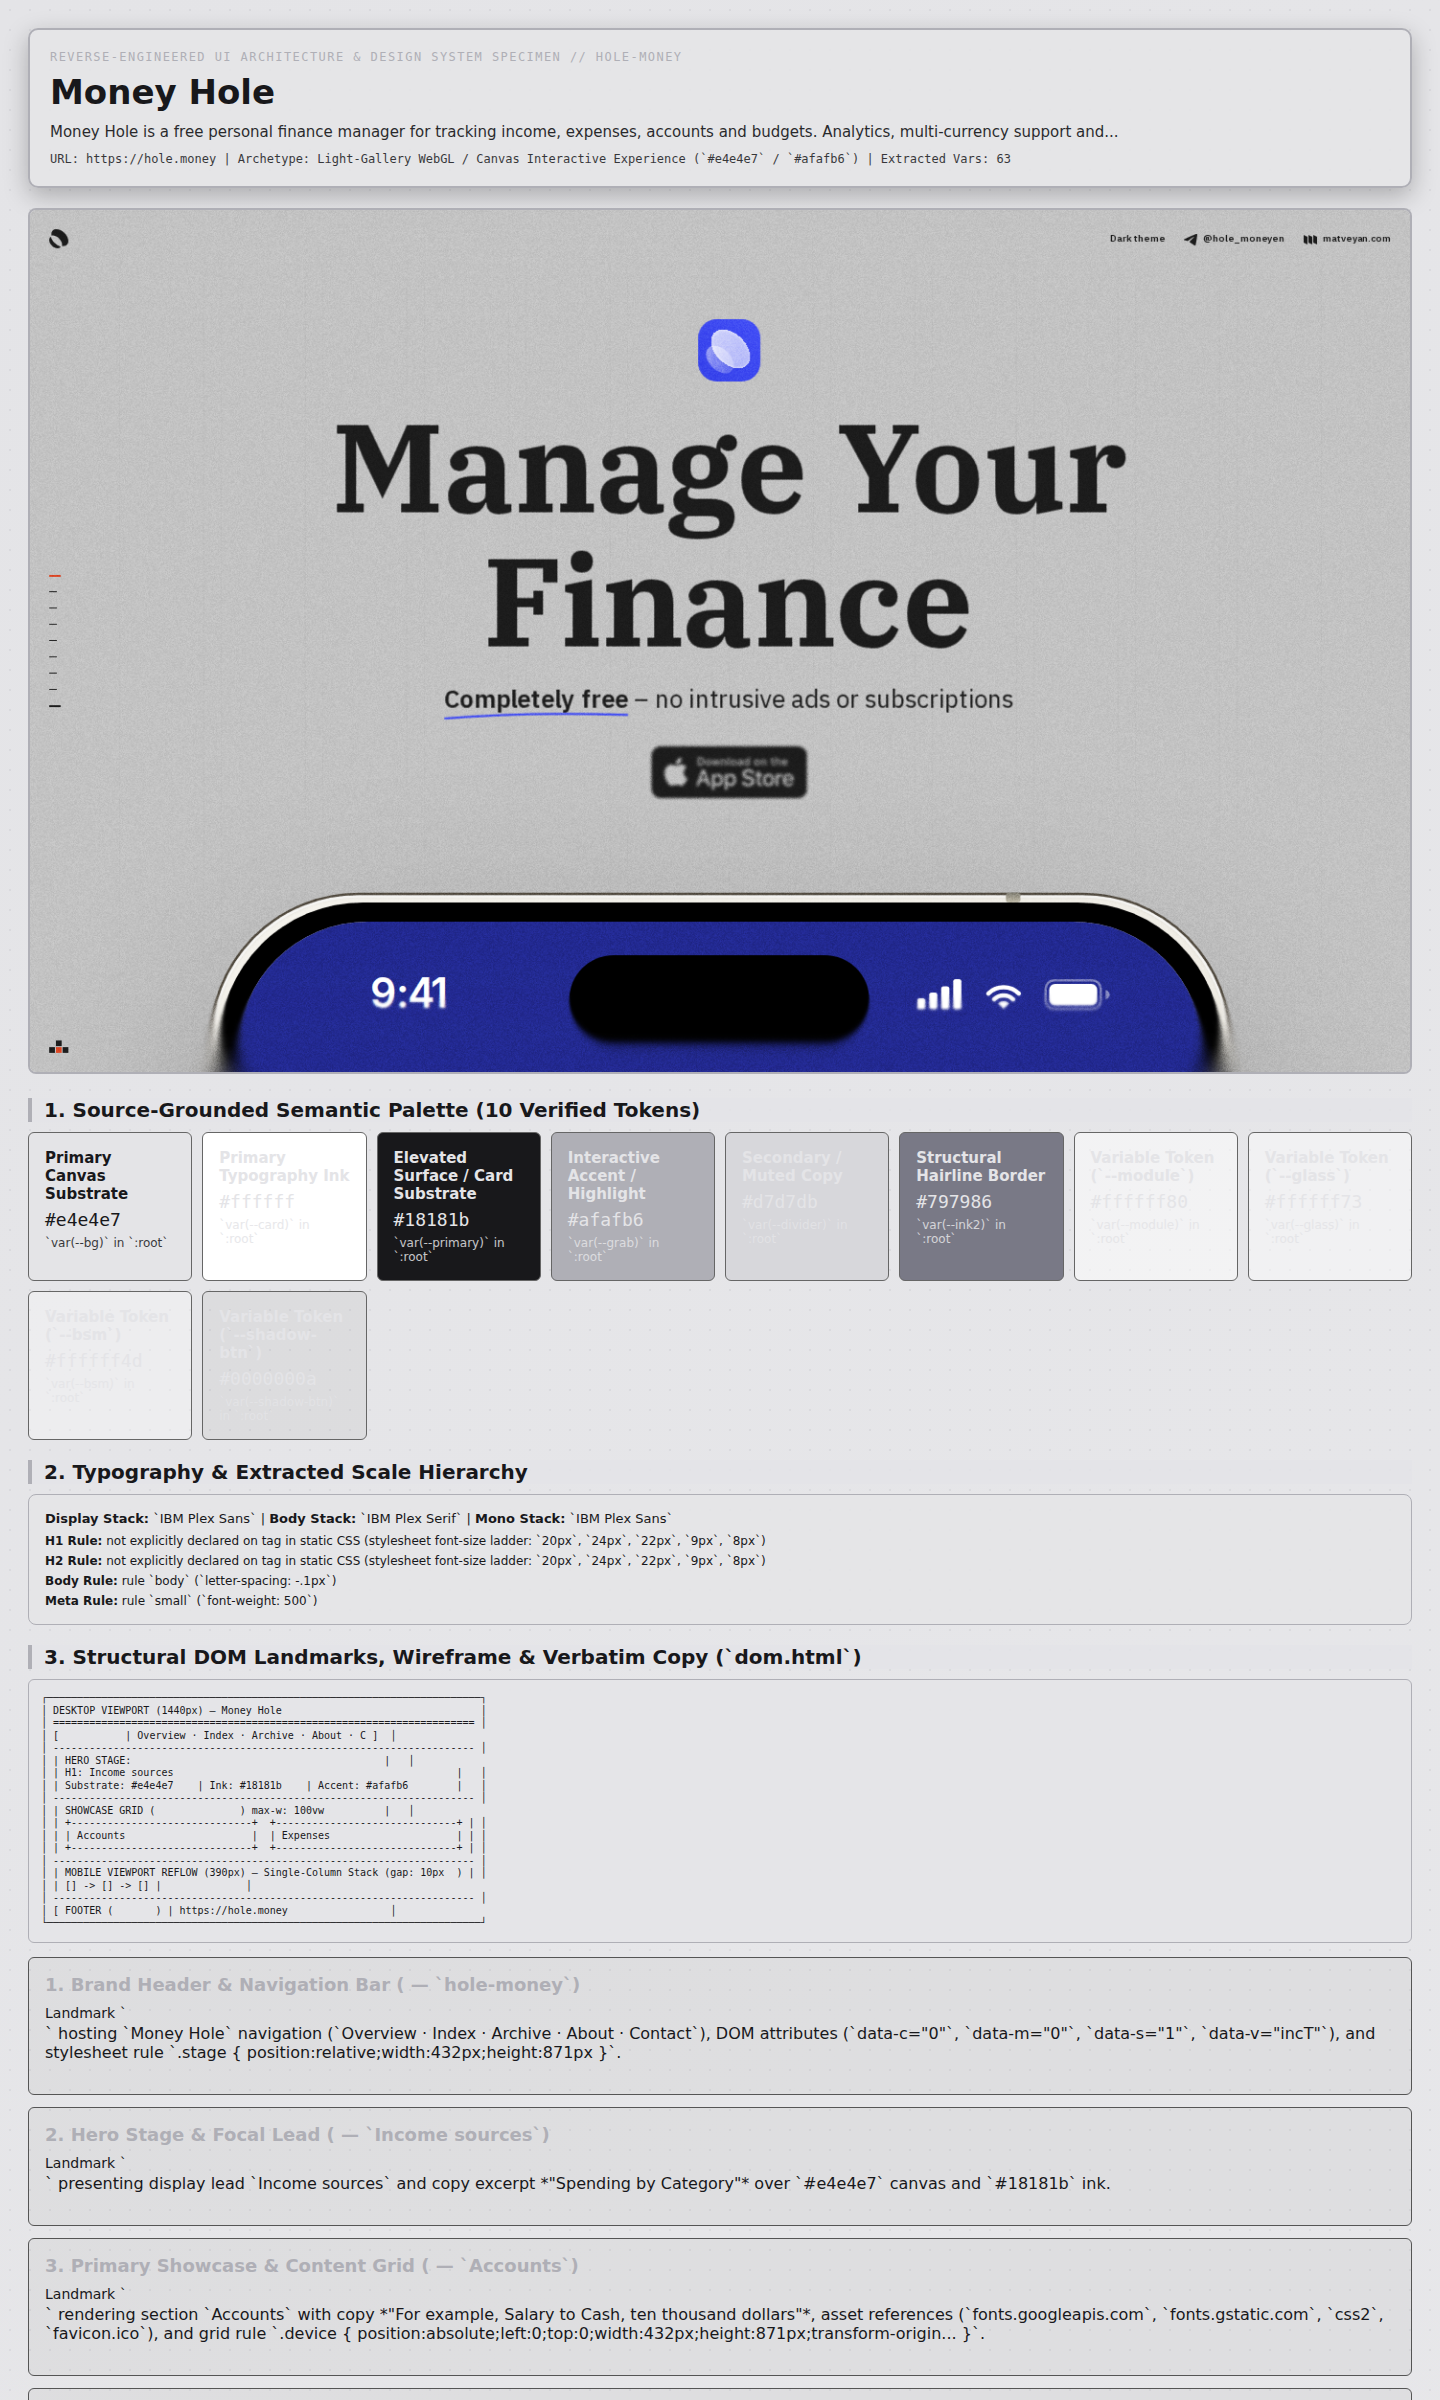 REVERSE-ENGINEERED UI ARCHITECTURE & DESIGN SYSTEM SPECIMEN // HOLE-MONEY
Money Hole
Money Hole is a free personal finance manager for tracking income, expenses, accounts and budgets. Analytics, multi-currency support and...
URL: https://hole.money | Archetype: Light-Gallery WebGL / Canvas Interactive Experience (`#e4e4e7` / `#afafb6`) | Extracted Vars: 63
Dark theme
@hole_moneyen
matveyan.com
Manage Your
Finance
Completely free – no intrusive ads or subscriptions
Download on the
App Store
9:41
1. Source-Grounded Semantic Palette (10 Verified Tokens)
Primary
Canvas
Substrate
#e4e4e7
`var(--bg)` in `:root`
Primary
Typography Ink
#ffffff
`var(--card)` in
`:root`
Elevated
Surface / Card
Substrate
#18181b
`var(--primary)` in
`:root`
Interactive
Accent /
Highlight
#afafb6
`var(--grab)` in
`:root`
Secondary /
Muted Copy
#d7d7db
`var(--divider)` in
`:root`
Structural
Hairline Border
#797986
`var(--ink2)` in
`:root`
Variable Token
(`--module`)
#ffffff80
`var(--module)` in
`:root`
Variable Token
(`--glass`)
#ffffff73
`var(--glass)` in
`:root`
Variable Token
(`--bsm`)
#ffffff4d
`var(--bsm)` in
`:root`
Variable Token
(`--shadow-
btn`)
#0000000a
`var(--shadow-btn)`
in `:root`
2. Typography & Extracted Scale Hierarchy
Display Stack: `IBM Plex Sans` | Body Stack: `IBM Plex Serif` | Mono Stack: `IBM Plex Sans`
H1 Rule: not explicitly declared on tag in static CSS (stylesheet font-size ladder: `20px`, `24px`, `22px`, `9px`, `8px`)
H2 Rule: not explicitly declared on tag in static CSS (stylesheet font-size ladder: `20px`, `24px`, `22px`, `9px`, `8px`)
Body Rule: rule `body` (`letter-spacing: -.1px`)
Meta Rule: rule `small` (`font-weight: 500`)
3. Structural DOM Landmarks, Wireframe & Verbatim Copy (`dom.html`)
DESKTOP VIEWPORT (1440px) — Money Hole
[ | Overview · Index · Archive · About · C ] |
| HERO STAGE: |
| H1: Income sources |
| Substrate: #e4e4e7 | Ink: #18181b | Accent: #afafb6 |
| SHOWCASE GRID ( ) max-w: 100vw |
| | Accounts | | Expenses | |
| MOBILE VIEWPORT REFLOW (390px) — Single-Column Stack (gap: 10px ) |
| [] -> [] -> [] |
[ FOOTER ( ) | https://hole.money |
1. Brand Header & Navigation Bar ( — `hole-money`)
Landmark `
` hosting `Money Hole` navigation (`Overview · Index · Archive · About · Contact`), DOM attributes (`data-c="0"`, `data-m="0"`, `data-s="1"`, `data-v="incT"`), and
stylesheet rule `.stage { position:relative;width:432px;height:871px }`.
2. Hero Stage & Focal Lead ( — `Income sources`)
Landmark `
` presenting display lead `Income sources` and copy excerpt *"Spending by Category"* over `#e4e4e7` canvas and `#18181b` ink.
3. Primary Showcase & Content Grid ( — `Accounts`)
Landmark `
` rendering section `Accounts` with copy *"For example, Salary to Cash, ten thousand dollars"*, asset references (`fonts.googleapis.com`, `fonts.gstatic.com`, `css2`,
`favicon.ico`), and grid rule `.device { position:absolute;left:0;top:0;width:432px;height:871px;transform-origin... }`.